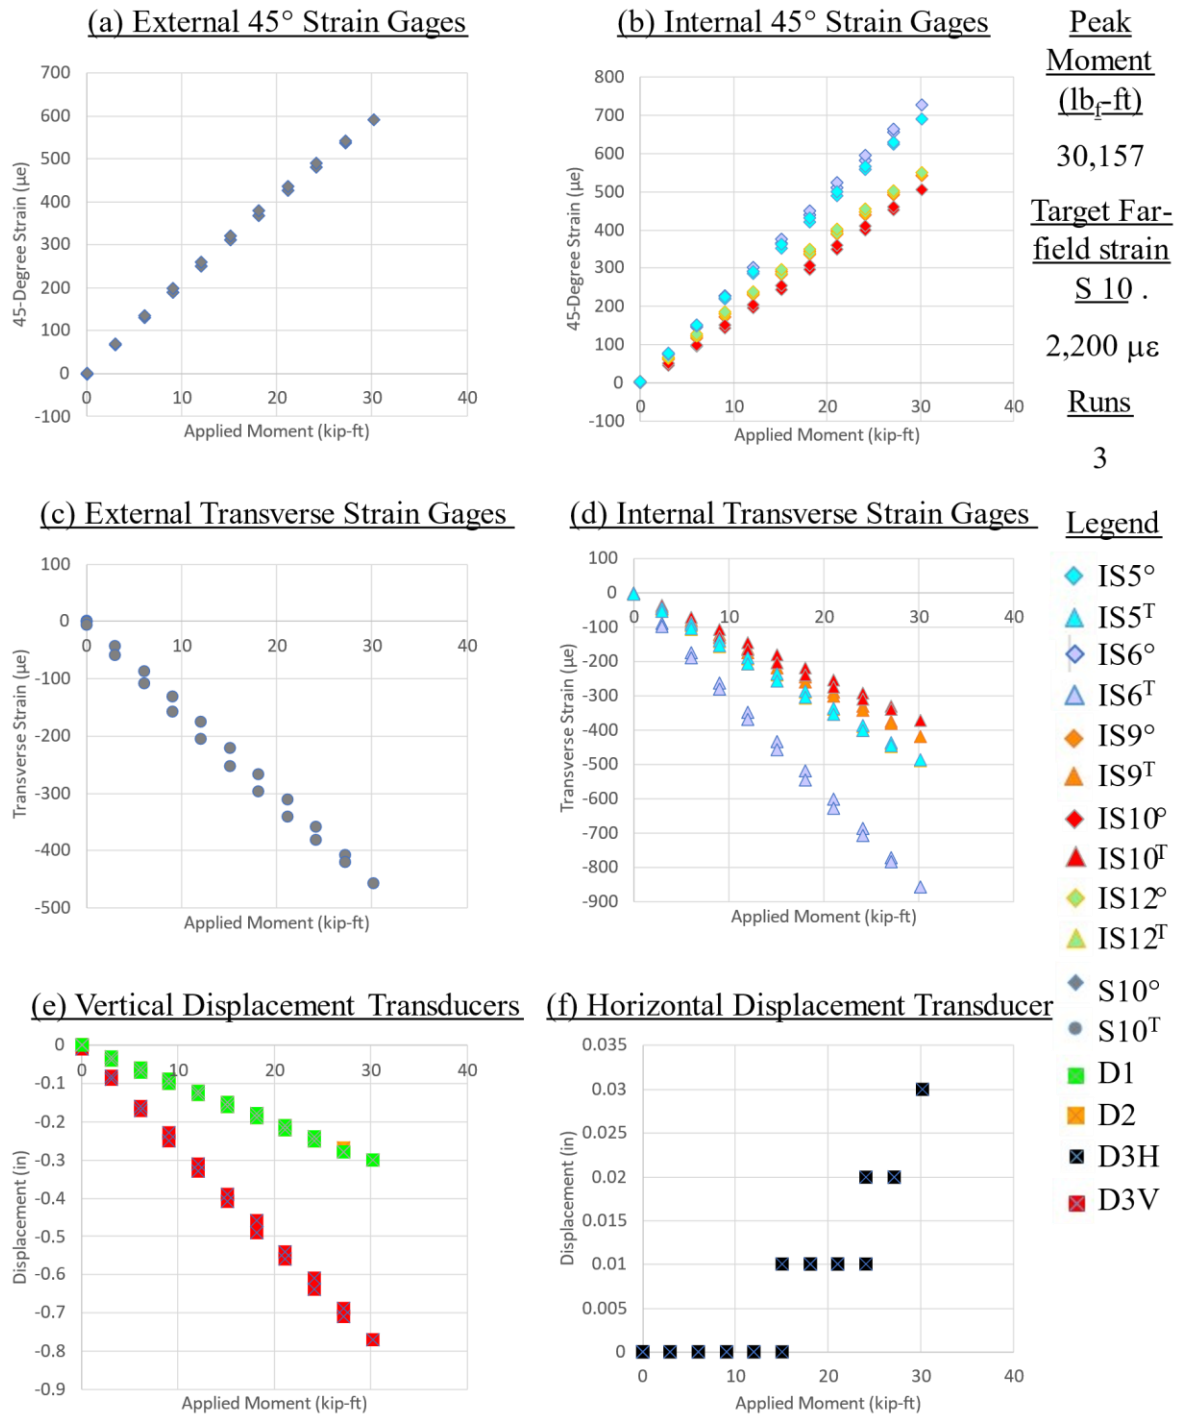 (a) External 45° Strain Gages
700
600
500
400
300
200
100
0
-100
0
10
20
30
40
45-Degree Strain (µe)
Applied Moment (kip-ft)
(b) Internal 45° Strain Gages
800
700
600
500
400
300
200
100
0
-100
0
10
20
30
40
45-Degree Strain (µe)
Applied Moment (kip-ft)
Peak
Moment
(lbf-ft)
30,157
Target Far-
field strain
S 10 .
2,200 µε
Runs
3
(c) External Transverse Strain Gages
100
0
-100
-200
-300
-400
-500
0
10
20
30
40
Transverse Strain (µe)
Applied Moment (kip-ft)
(d) Internal Transverse Strain Gages
100
0
-100
-200
-300
-400
-500
-600
-700
-800
-900
0
10
20
30
40
Transverse Strain (µe)
Applied Moment (kip-ft)
Legend
IS5°
IS5ᵀ
IS6°
IS6ᵀ
IS9°
IS9ᵀ
IS10°
IS10ᵀ
IS12°
IS12ᵀ
S10°
S10ᵀ
D1
D2
D3H
D3V
(e) Vertical Displacement Transducers
0
-0.1
-0.2
-0.3
-0.4
-0.5
-0.6
-0.7
-0.8
-0.9
0
10
20
30
40
Displacement (in)
Applied Moment (kip-ft)
(f) Horizontal Displacement Transducer
0.035
0.03
0.025
0.02
0.015
0.01
0.005
0
0
10
20
30
40
Displacement (in)
Applied Moment (kip-ft)